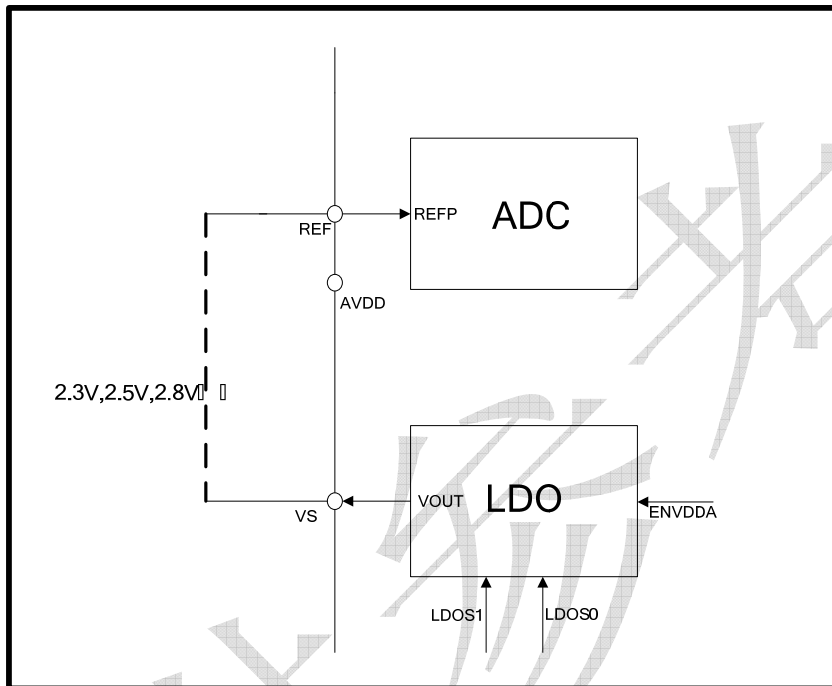 ADC
REFP
REF
AVDD
2.3V,2.5V,2.8V
LDO
VOUT
VS
ENVDDA
LDOS1
LDOS0